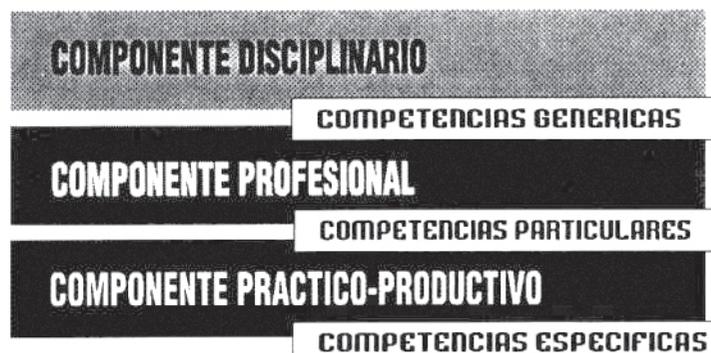 COMPONENTE DISCIPLINARIO
COMPETENCIAS GENERICAS
COMPONENTE PROFESIONAL
COMPETENCIAS PARTICULARES
COMPONENTE PRACTICO-PRODUCTIVO
COMPETENCIAS ESPECIFICAS